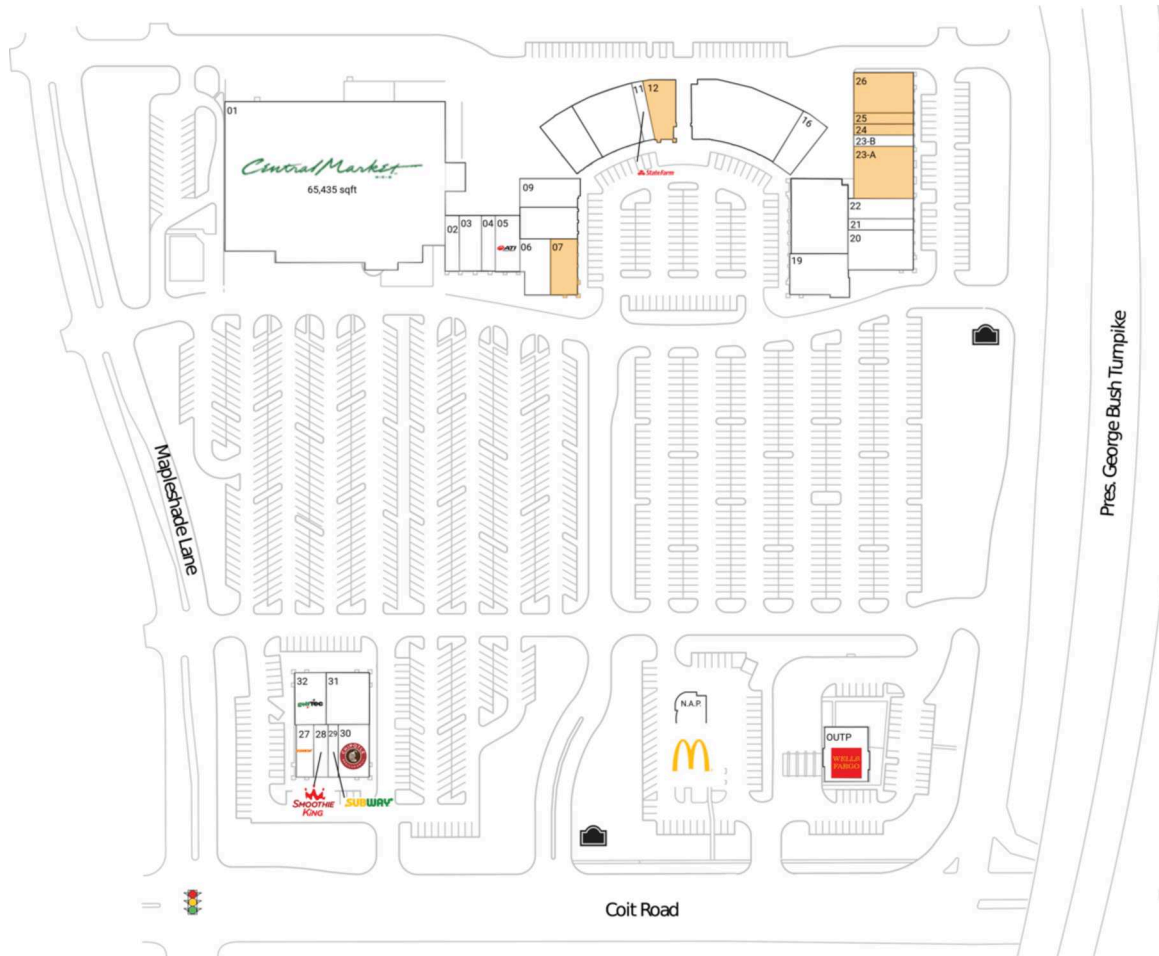 01
Central Market
H-E-B
65,435 sqft
02
03
04
05
ATI
06
07
09
11
12
StateFarm
16
26
25
24
23-B
23-A
22
21
20
19
Mapleshade Lane
Pres. George Bush Turnpike
32
31
27
28
29
30
SMOOTHIE
KING
SUBWAY
N.A.P.
OUTP
WELLS
FARGO
Coit Road